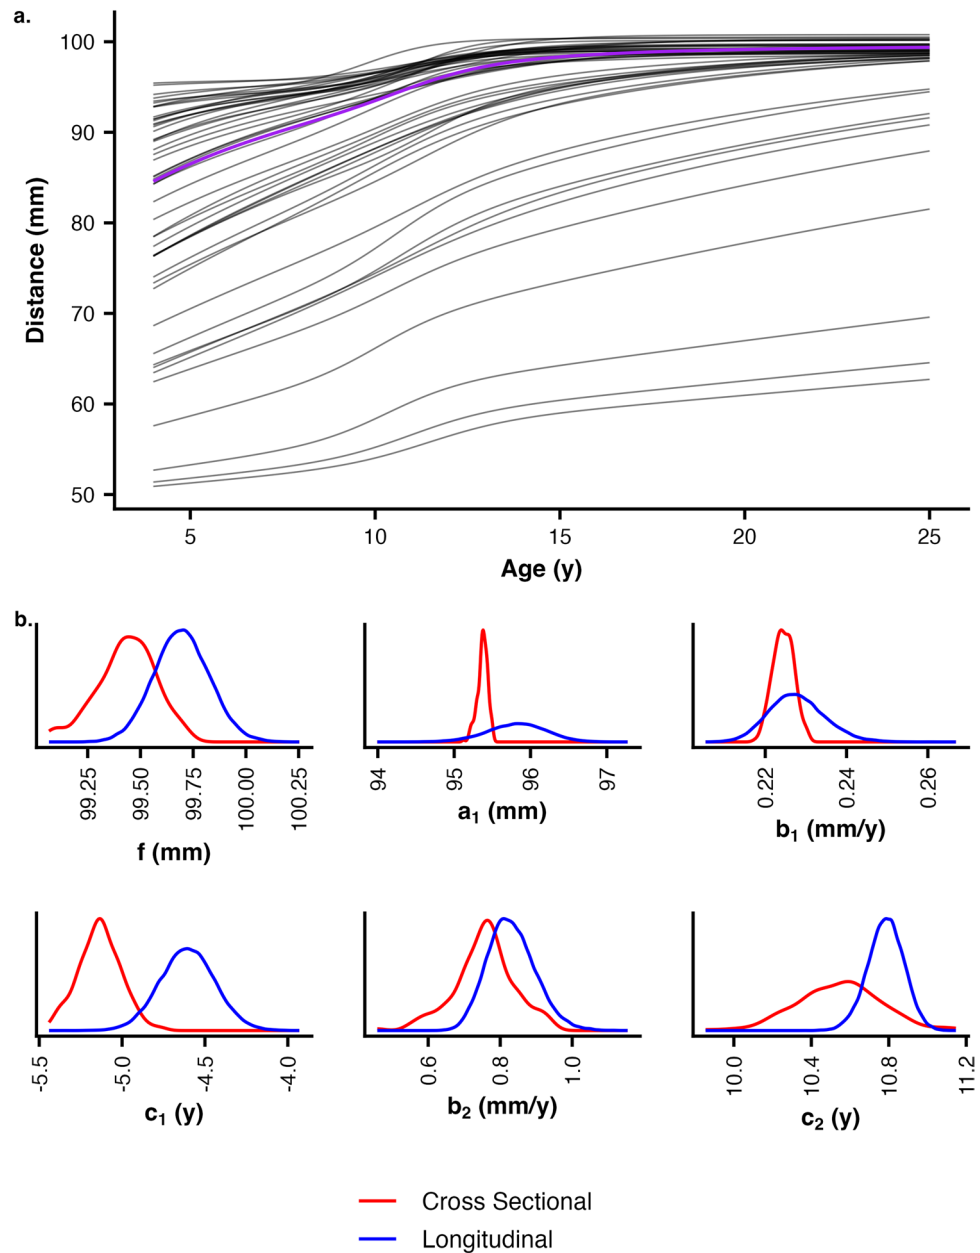 a.
Distance (mm)
100
90
80
70
60
50
5 10 15 20 25
Age (y)
b.
99.25 99.50 99.75 100.00 100.25
f (mm)
94 95 96 97
a₁ (mm)
0.22 0.24 0.26
b₁ (mm/y)
-5.5 -5.0 -4.5 -4.0
c₁ (y)
0.6 0.8 1.0
b₂ (mm/y)
10.0 10.4 10.8 11.2
c₂ (y)
Cross Sectional
Longitudinal